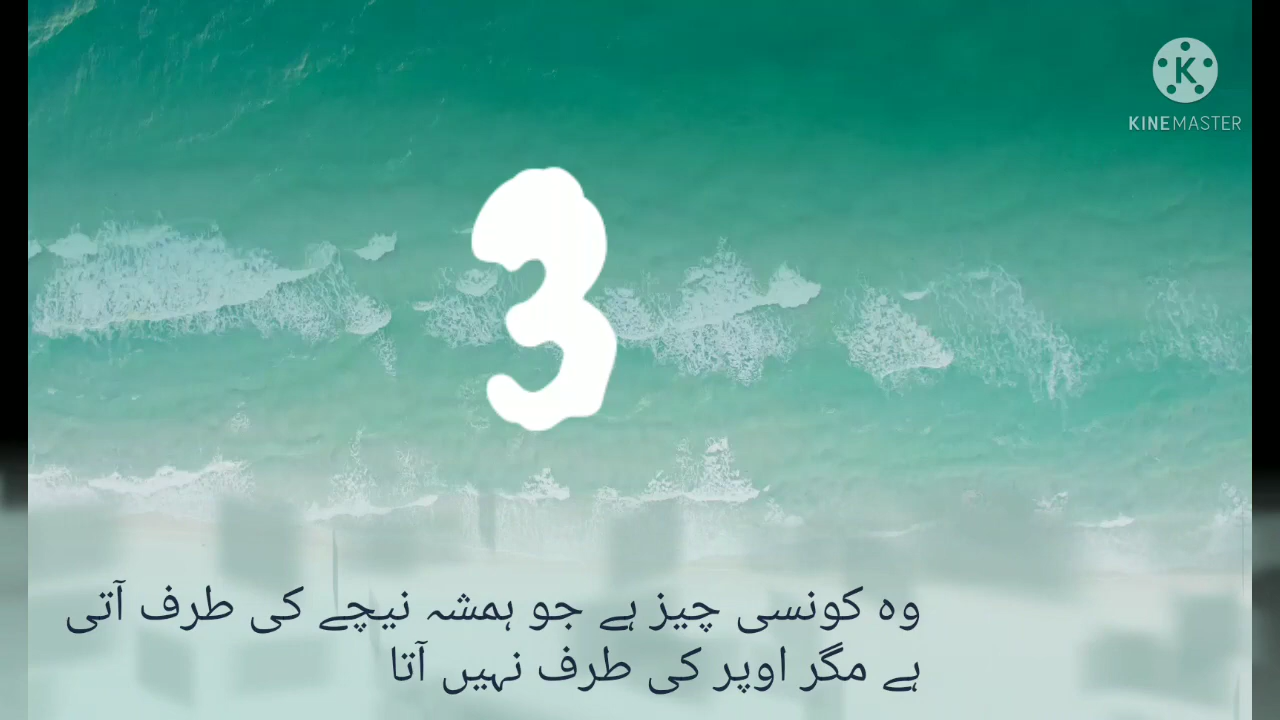 KINEMASTER
3
وہ کونسی چیز ہے جو ہمشہ نیچے کی طرف آتی
ہے مگر اوپر کی طرف نہیں آتا